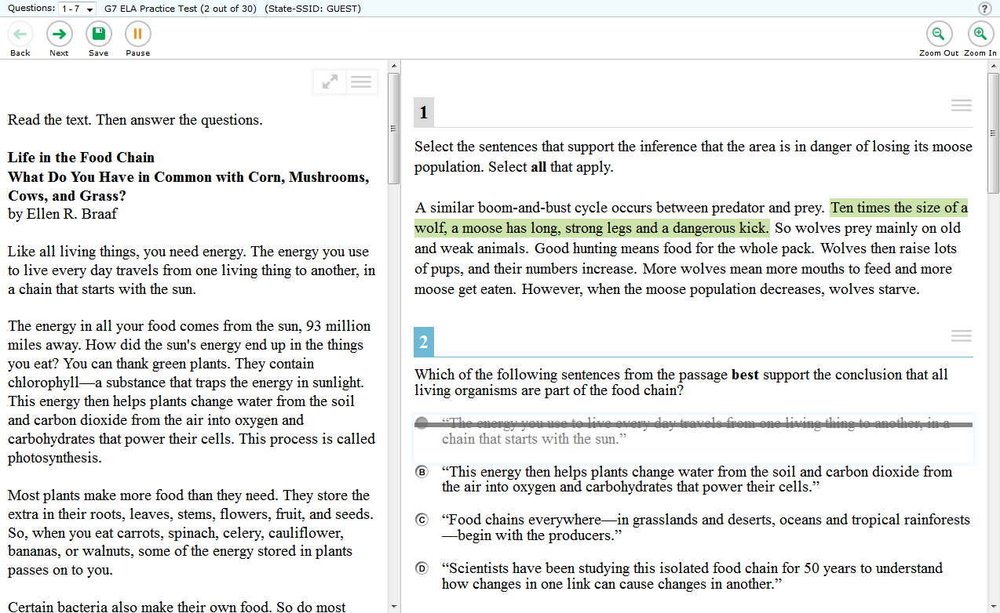 Questions: 1 - 7 G7 ELA Practice Test (2 out of 30) (State-SSID: GUEST)
?
Back Next Save Pause Zoom Out Zoom In
Read the text. Then answer the questions.
Life in the Food Chain
What Do You Have in Common with Corn, Mushrooms,
Cows, and Grass?
by Ellen R. Braaf
Like all living things, you need energy. The energy you use
to live every day travels from one living thing to another, in
a chain that starts with the sun.
The energy in all your food comes from the sun, 93 million
miles away. How did the sun's energy end up in the things
you eat? You can thank green plants. They contain
chlorophyll—a substance that traps the energy in sunlight.
This energy then helps plants change water from the soil
and carbon dioxide from the air into oxygen and
carbohydrates that power their cells. This process is called
photosynthesis.
Most plants make more food than they need. They store the
extra in their roots, leaves, stems, flowers, fruit, and seeds.
So, when you eat carrots, spinach, celery, cauliflower,
bananas, or walnuts, some of the energy stored in plants
passes on to you.
Certain bacteria also make their own food. So do most
1
Select the sentences that support the inference that the area is in danger of losing its moose
population. Select all that apply.
A similar boom-and-bust cycle occurs between predator and prey. Ten times the size of a
wolf, a moose has long, strong legs and a dangerous kick. So wolves prey mainly on old
and weak animals. Good hunting means food for the whole pack. Wolves then raise lots
of pups, and their numbers increase. More wolves mean more mouths to feed and more
moose get eaten. However, when the moose population decreases, wolves starve.
2
Which of the following sentences from the passage best support the conclusion that all
living organisms are part of the food chain?
“The energy you use to live every day travels from one living thing to another, in a
chain that starts with the sun.”
B “This energy then helps plants change water from the soil and carbon dioxide from
the air into oxygen and carbohydrates that power their cells.”
C “Food chains everywhere—in grasslands and deserts, oceans and tropical rainforests
—begin with the producers.”
D “Scientists have been studying this isolated food chain for 50 years to understand
how changes in one link can cause changes in another.”